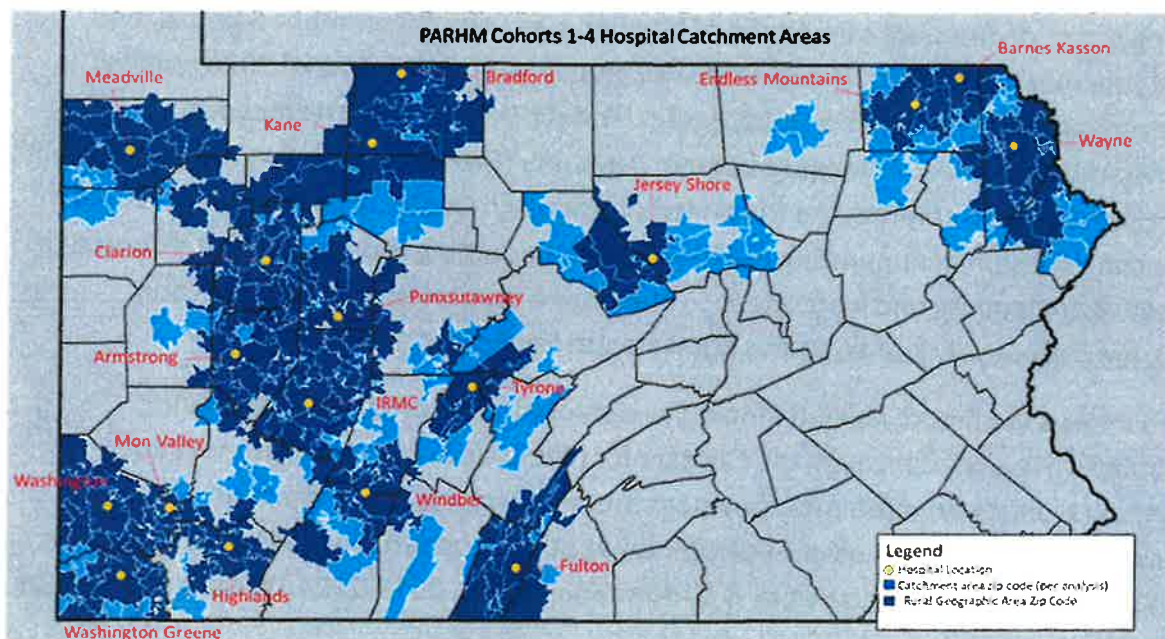 PARHM Cohorts 1-4 Hospital Catchment Areas
Barnes Kasson
Meadville
Bradford
Endless Mountains
Kane
Wayne
Jersey Shore
Clarion
Punxsutawney
Armstrong
IRMC
Tyrone
Mon Valley
Washington
Windber
Fulton
Highlands
Washington Greene
Legend
Hospital Location
Catchment area zip code (per analysis)
Rural Geographic Area Zip Code